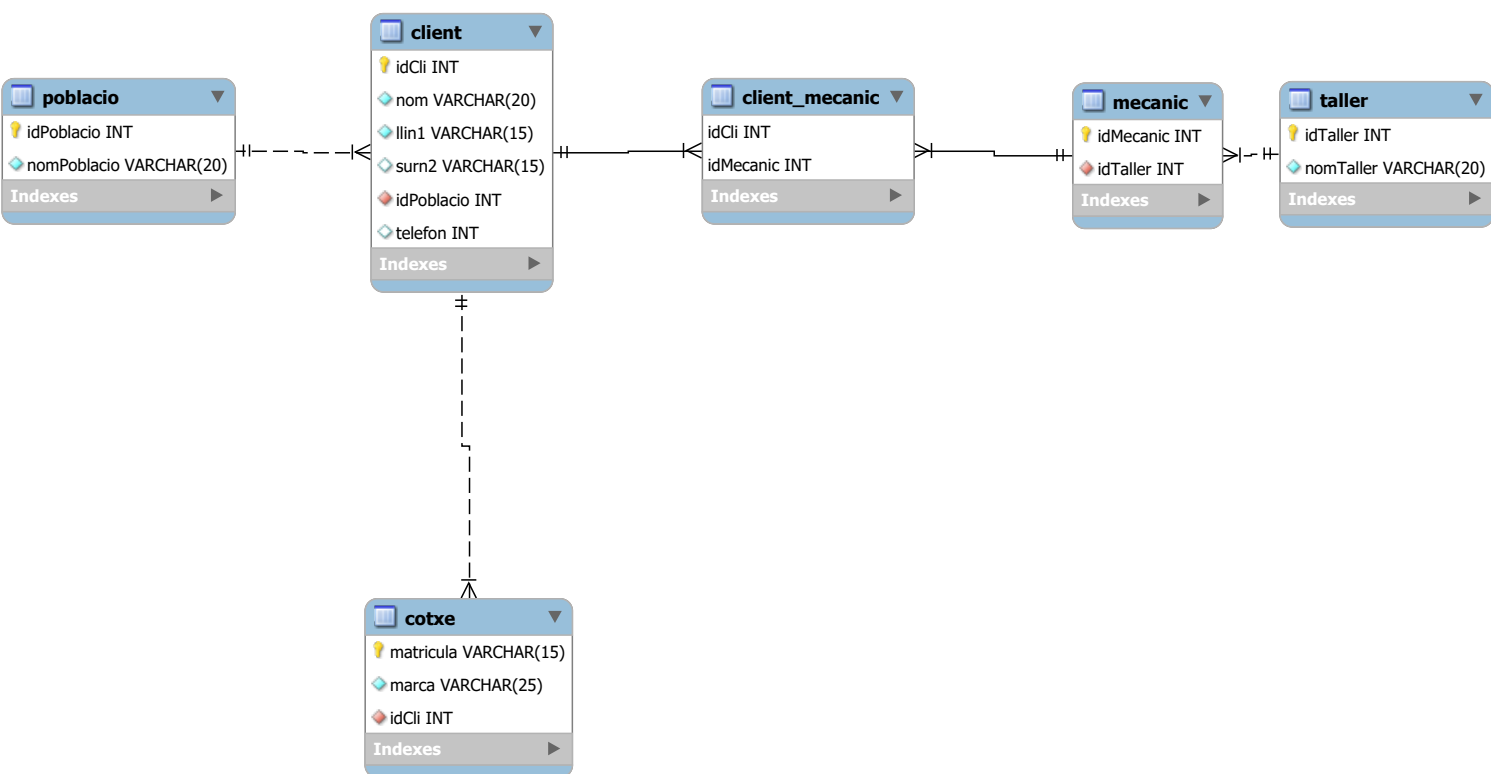 client
idCli INT
nom VARCHAR(20)
llin1 VARCHAR(15)
surn2 VARCHAR(15)
idPoblacio INT
telefon INT
Indexes
poblacio
idPoblacio INT
nomPoblacio VARCHAR(20)
Indexes
client_mecanic
idCli INT
idMecanic INT
Indexes
mecanic
idMecanic INT
idTaller INT
Indexes
taller
idTaller INT
nomTaller VARCHAR(20)
Indexes
cotxe
matricula VARCHAR(15)
marca VARCHAR(25)
idCli INT
Indexes